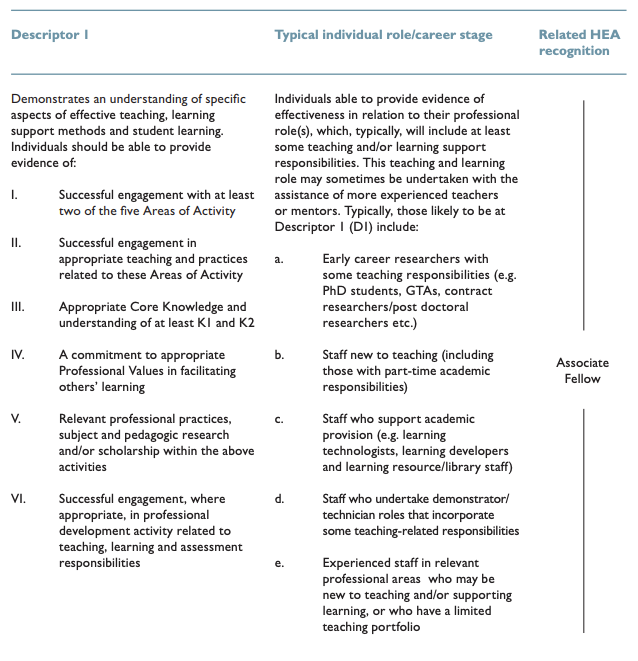 Descriptor 1
Typical individual role/career stage
Related HEA
recognition
Demonstrates an understanding of specific
aspects of effective teaching, learning
support methods and student learning.
Individuals should be able to provide
evidence of:
I. Successful engagement with at least
two of the five Areas of Activity
II. Successful engagement in
appropriate teaching and practices
related to these Areas of Activity
III. Appropriate Core Knowledge and
understanding of at least K1 and K2
IV. A commitment to appropriate
Professional Values in facilitating
others' learning
V. Relevant professional practices,
subject and pedagogic research
and/or scholarship within the above
activities
VI. Successful engagement, where
appropriate, in professional
development activity related to
teaching, learning and assessment
responsibilities
Individuals able to provide evidence of
effectiveness in relation to their professional
role(s), which, typically, will include at least
some teaching and/or learning support
responsibilities. This teaching and learning
role may sometimes be undertaken with the
assistance of more experienced teachers
or mentors. Typically, those likely to be at
Descriptor 1 (D1) include:
a. Early career researchers with
some teaching responsibilities (e.g.
PhD students, GTAs, contract
researchers/post doctoral
researchers etc.)
b. Staff new to teaching (including
those with part-time academic
responsibilities)
c. Staff who support academic
provision (e.g. learning
technologists, learning developers
and learning resource/library staff)
d. Staff who undertake demonstrator/
technician roles that incorporate
some teaching-related responsibilities
e. Experienced staff in relevant
professional areas who may be
new to teaching and/or supporting
learning, or who have a limited
teaching portfolio
Associate
Fellow